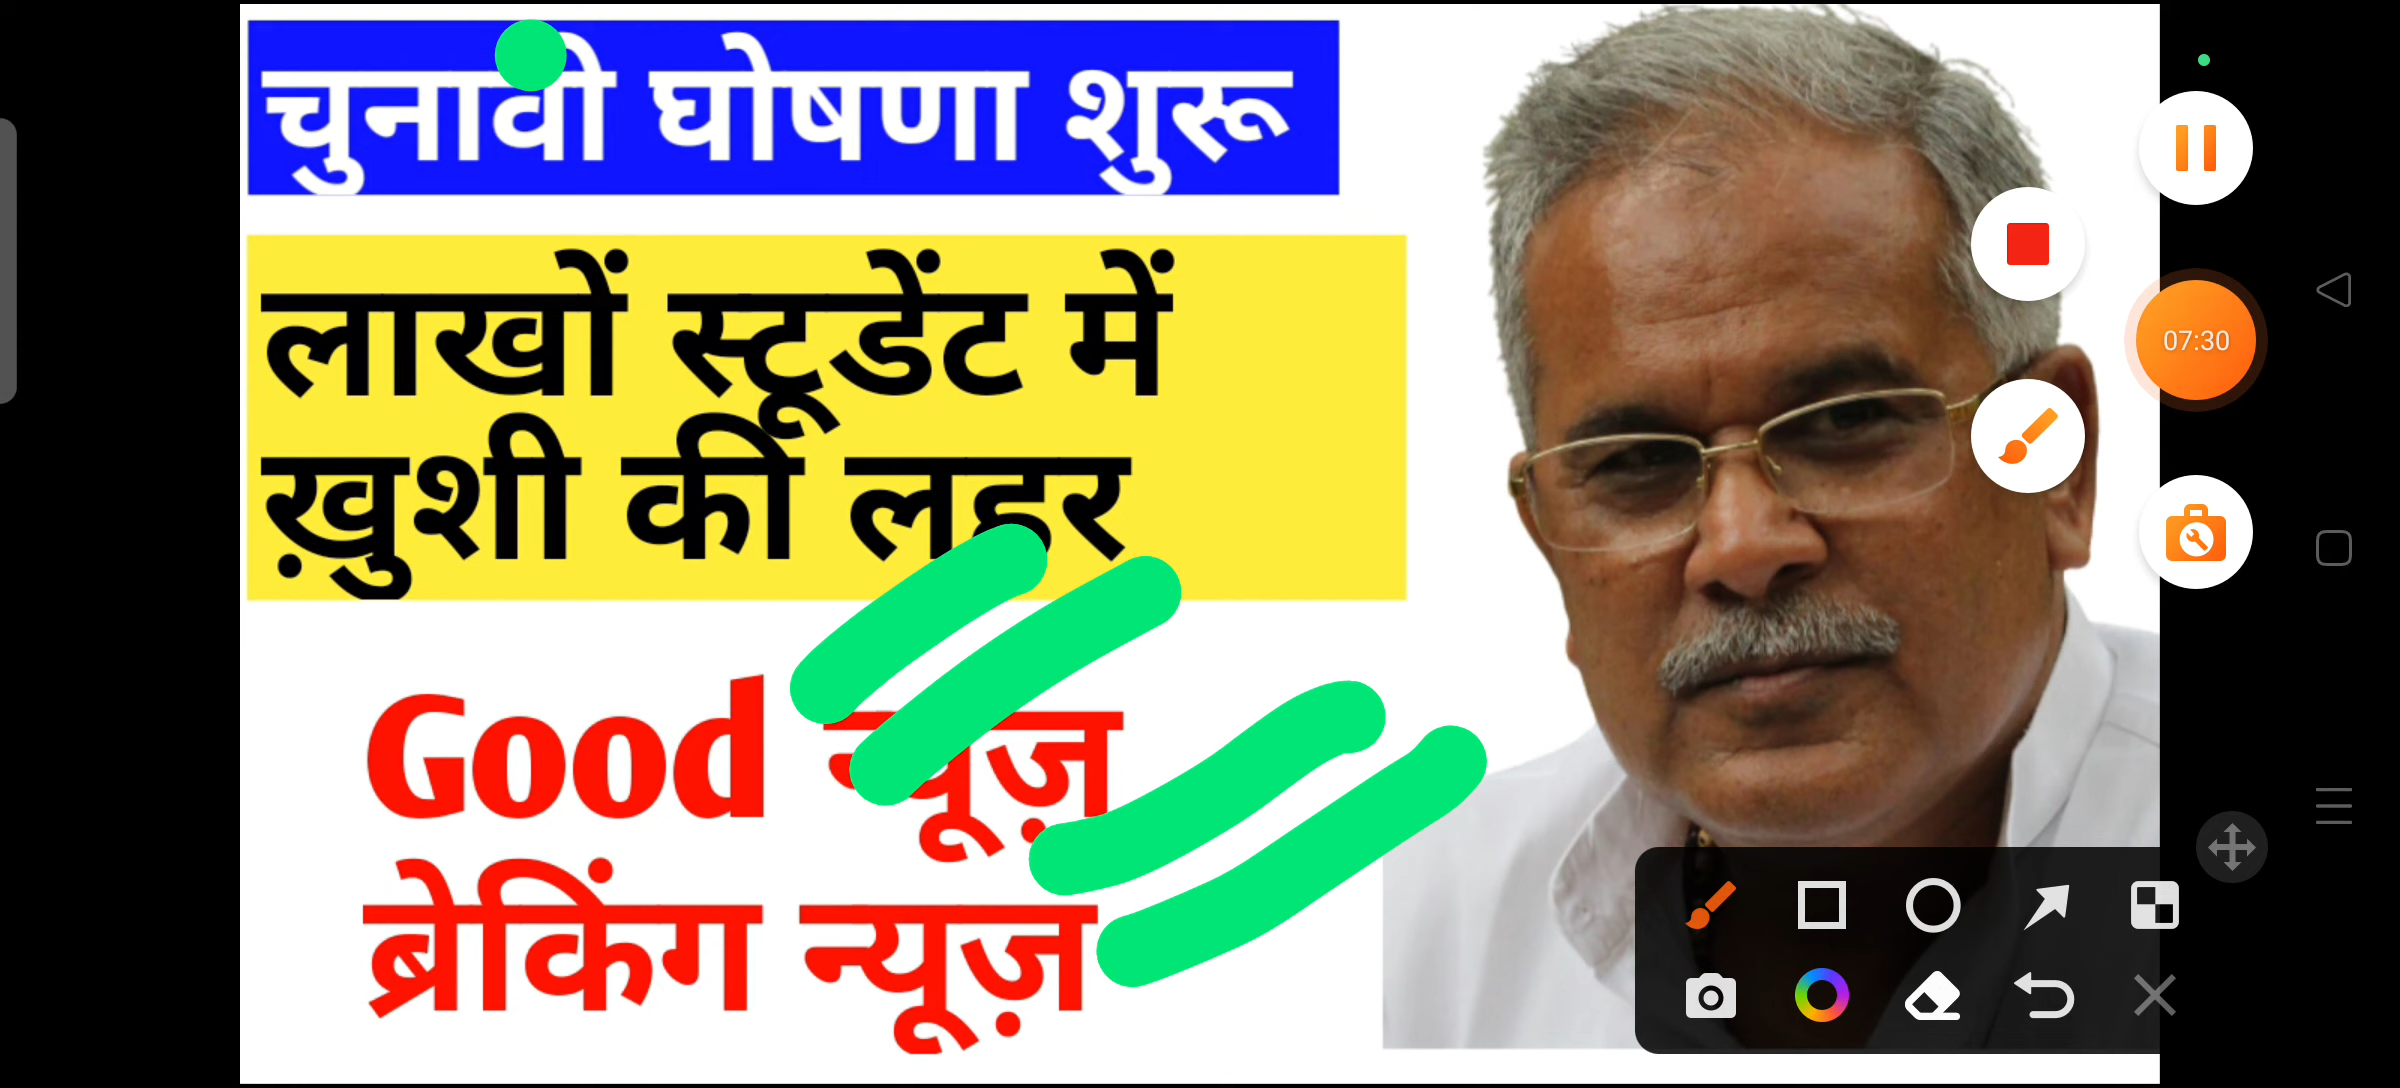 चुनावी घोषणा शुरू
लाखों स्टूडेंट में
ख़ुशी की लहर
Good न्यूज़
ब्रेकिंग न्यूज़
07:30